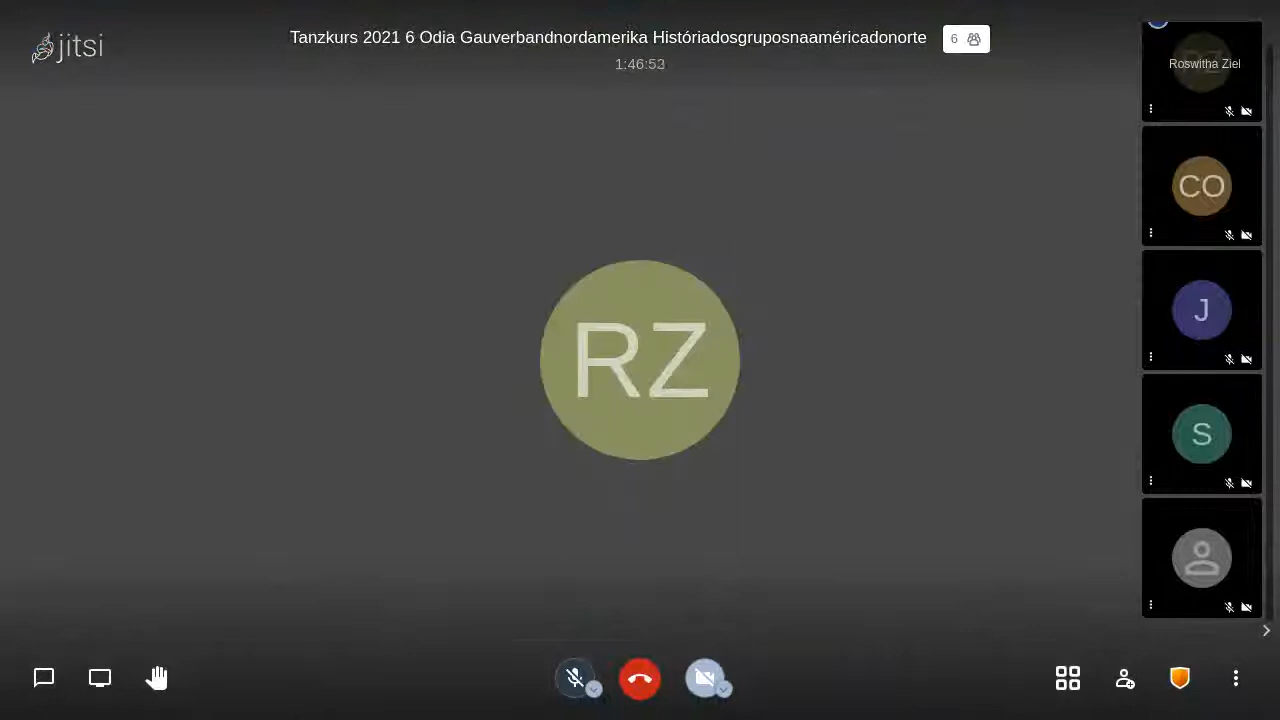 jitsi
Tanzkurs 2021 6 Odia Gauverbandnordamerika Históriadosgruposnaaméricadonorte
6
1:46:53
Roswitha Ziel
CO
J
RZ
S